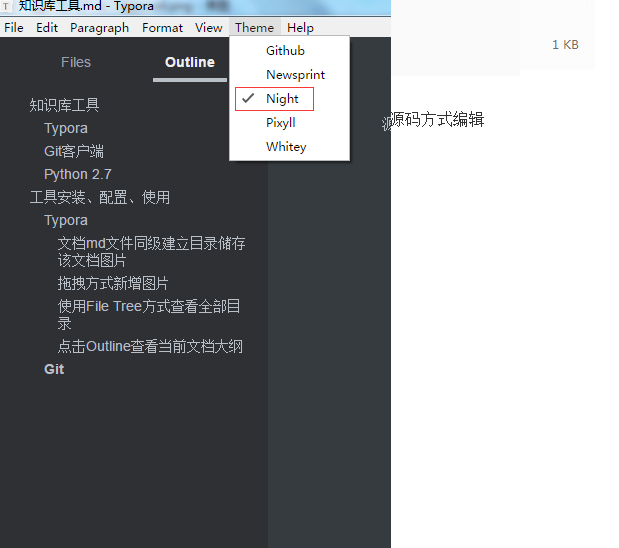 知识库工具.md - Typora
File Edit Paragraph Format View Theme Help
Files Outline
Github
Newsprint
Night
Pixyll
Whitey
1 KB
源码方式编辑
知识库工具
Typora
Git客户端
Python 2.7
工具安装、配置、使用
Typora
文档md文件同级建立目录储存
该文档图片
拖拽方式新增图片
使用File Tree方式查看全部目
录
点击Outline查看当前文档大纲
Git